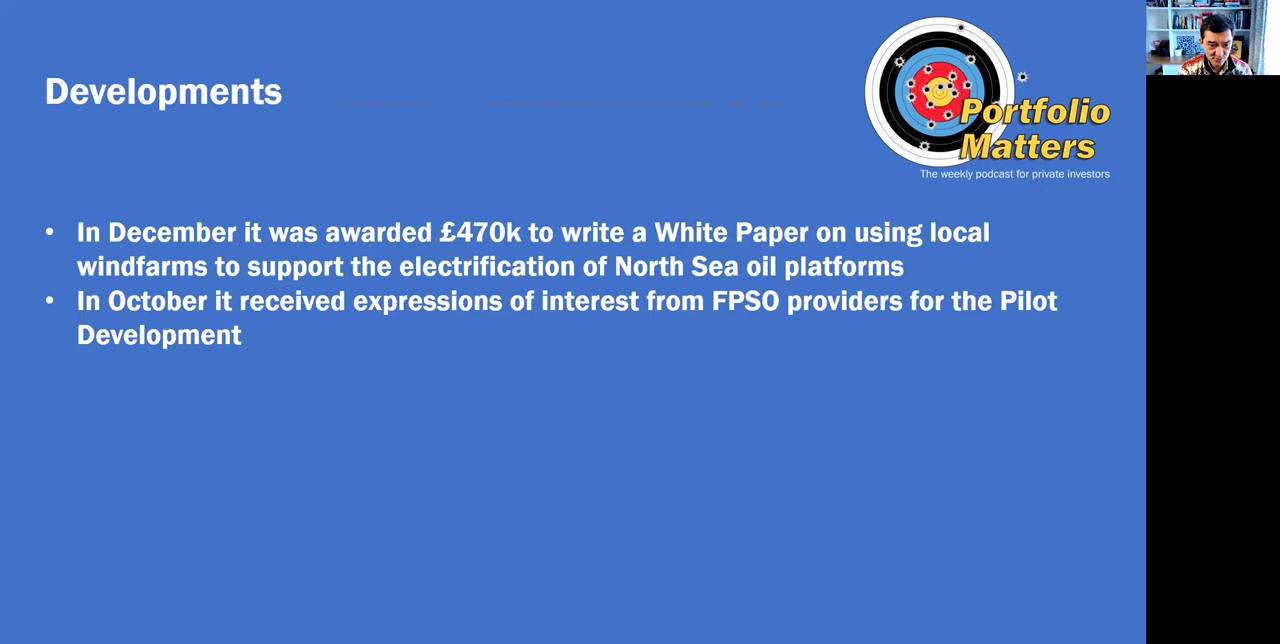 Developments
Portfolio
Matters
The weekly podcast for private investors
• In December it was awarded £470k to write a White Paper on using local
windfarms to support the electrification of North Sea oil platforms
• In October it received expressions of interest from FPSO providers for the Pilot
Development